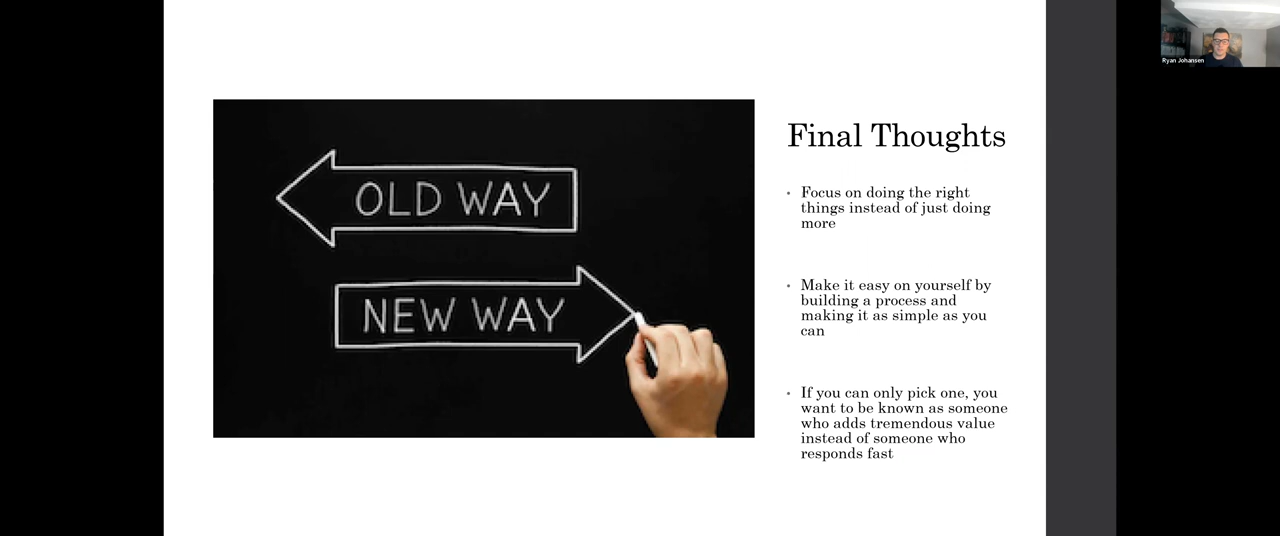 Ryan Johansen
OLD WAY
NEW WAY
Final Thoughts
• Focus on doing the right
things instead of just doing
more
• Make it easy on yourself by
building a process and
making it as simple as you
can
• If you can only pick one, you
want to be known as someone
who adds tremendous value
instead of someone who
responds fast